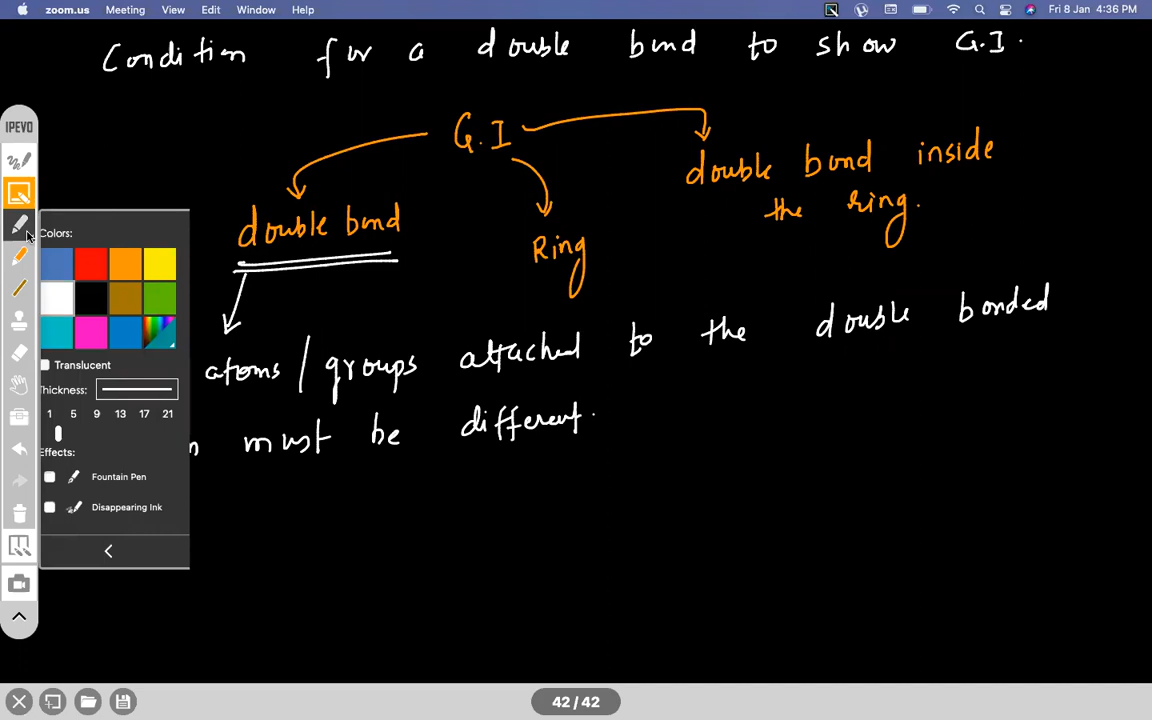 zoom.us Meeting View Edit Window Help Fri 8 Jan 4:36 PM
Condition for a double bond to show G.I.
IPEVO
G.I
double bond inside
the ring.
double bond
Ring
Colors:
atoms / groups attached to the double bonded
must be different.
Translucent
Thickness:
1 5 9 13 17 21
Effects:
Fountain Pen
Disappearing Ink
42 / 42